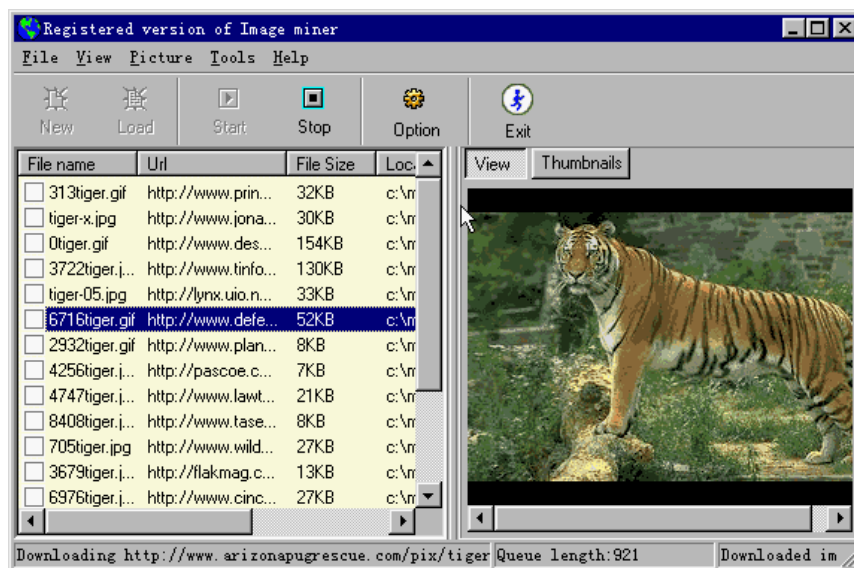 Registered version of Image miner
File View Picture Tools Help
New Load Start Stop Option Exit
File name Url File Size Loc.
View Thumbnails
313tiger.gif http://www.prin... 32KB c:\m
tiger-x.jpg http://www.jona... 30KB c:\m
0tiger.gif http://www.des... 154KB c:\m
3722tiger.j... http://www.tinfo... 130KB c:\m
tiger-05.jpg http://lynx.uio.n... 33KB c:\m
6716tiger.gif http://www.defe... 52KB c:\m
2932tiger.gif http://www.plan... 8KB c:\m
4256tiger.j... http://pascoe.c... 7KB c:\m
4747tiger.j... http://www.lawt... 21KB c:\m
8408tiger.j... http://www.tase... 8KB c:\m
705tiger.jpg http://www.wild... 27KB c:\m
3679tiger.j... http://flakmag.c... 13KB c:\m
6976tiger.j... http://www.cinc... 27KB c:\m
Downloading http://www.arizonapugrescue.com/pix/tiger Queue length:921 Downloaded im